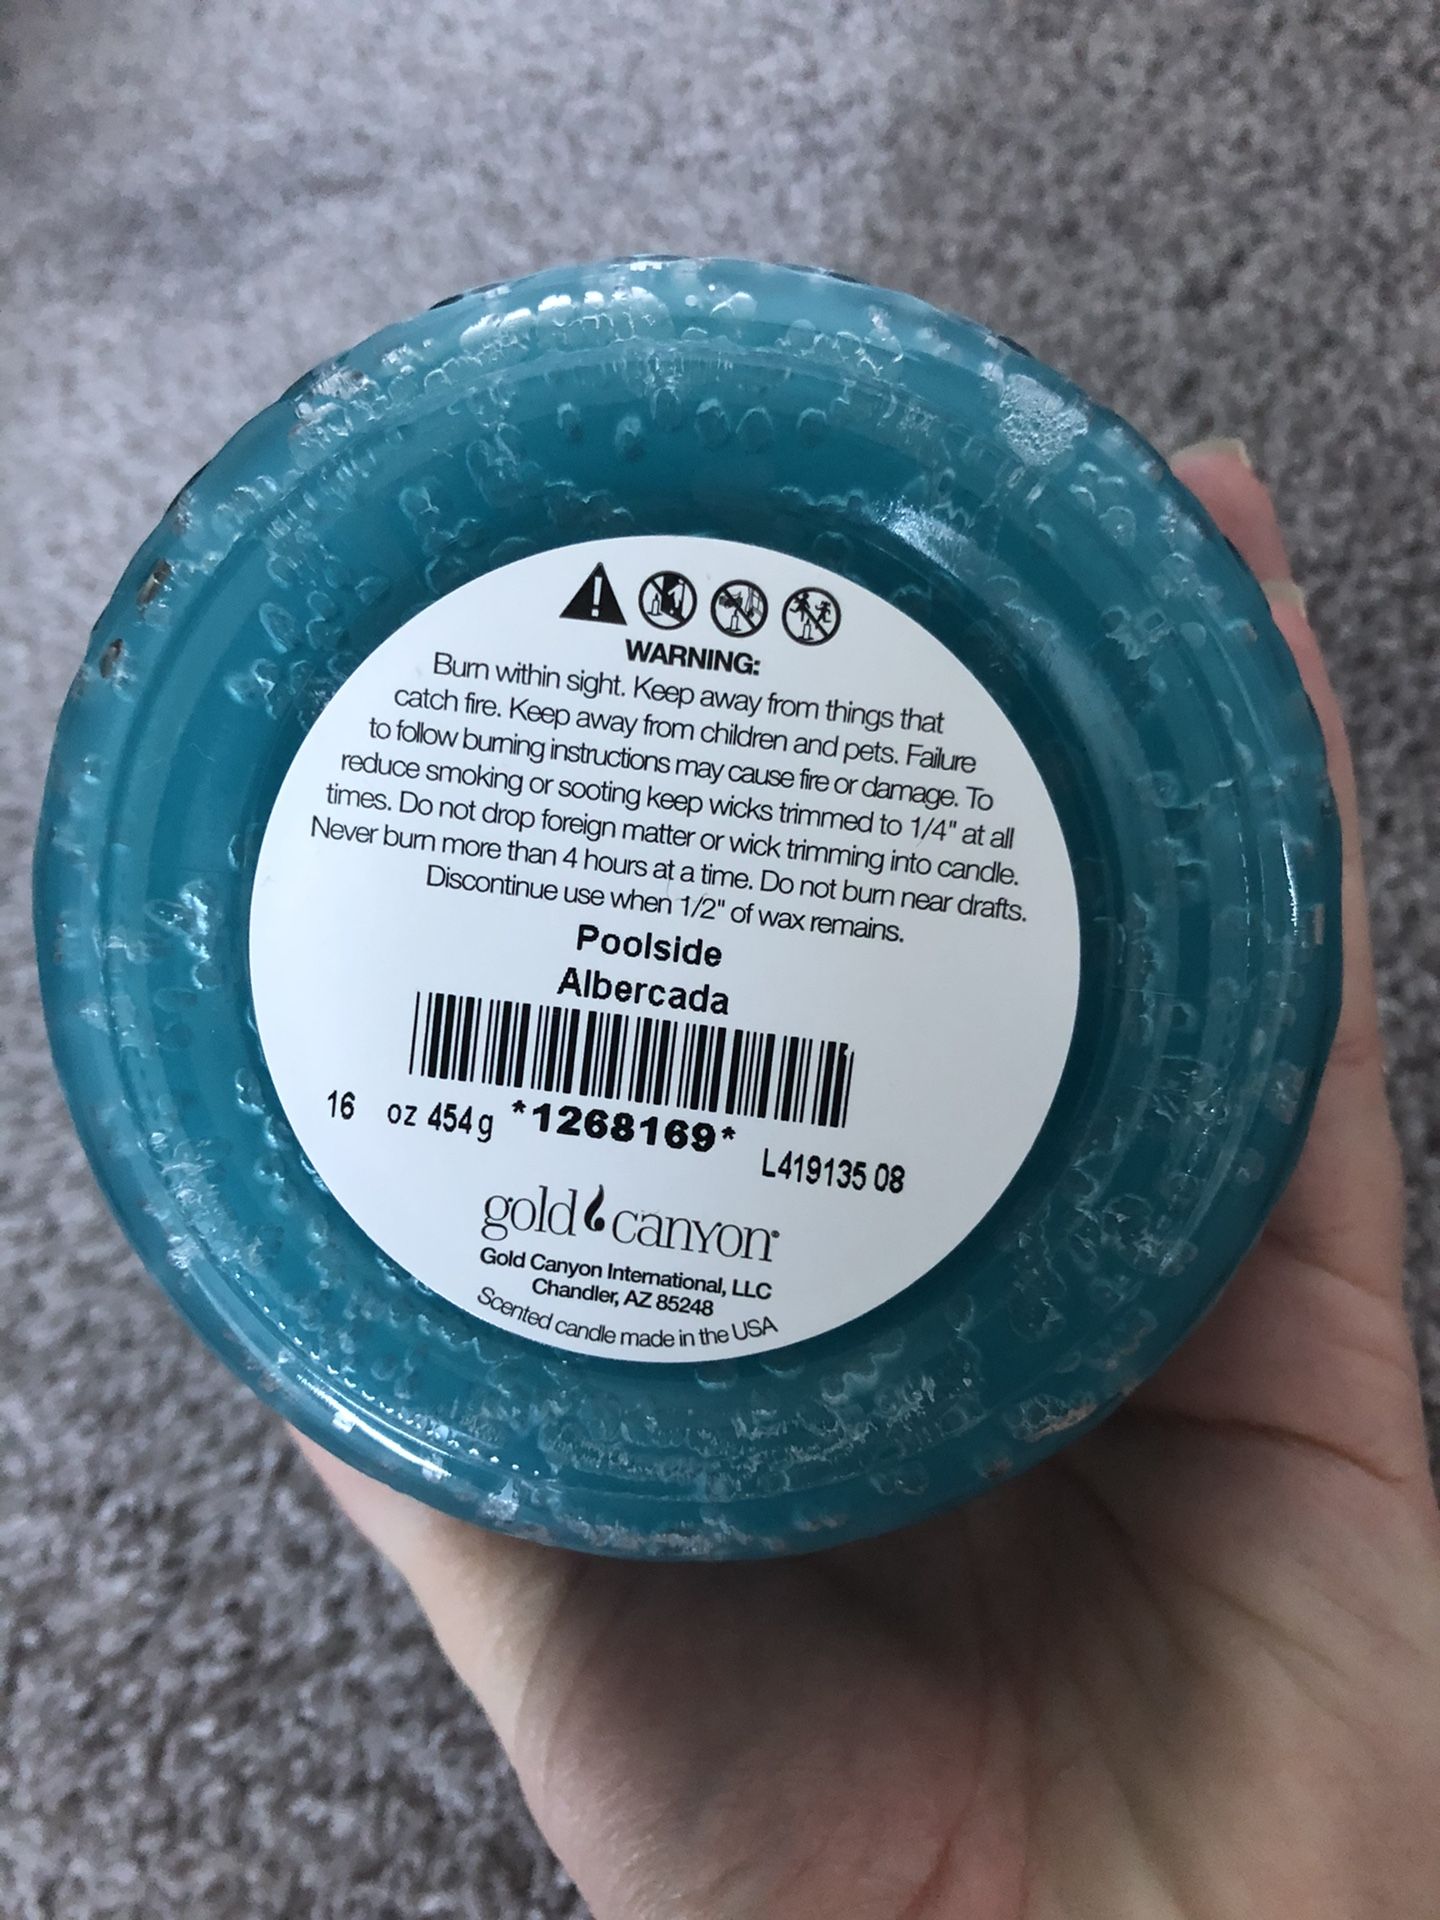 WARNING:
Burn within sight. Keep away from things that
catch fire. Keep away from children and pets. Failure
to follow burning instructions may cause fire or damage. To
reduce smoking or sooting keep wicks trimmed to 1/4" at all
times. Do not drop foreign matter or wick trimming into candle.
Never burn more than 4 hours at a time. Do not burn near drafts.
Discontinue use when 1/2" of wax remains.
Poolside
Albercada
16 oz 454g *1268169* L419135 08
gold canyon®
Gold Canyon International, LLC
Chandler, AZ 85248
Scented candle made in the USA